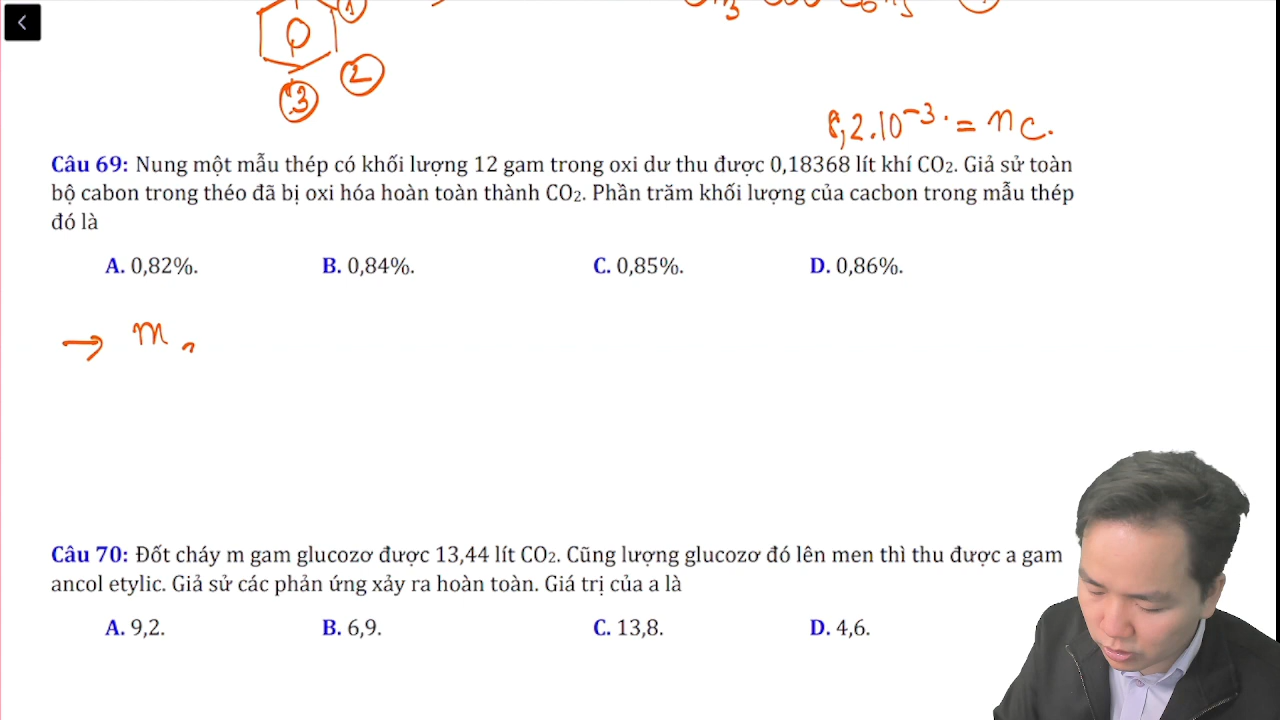 1
2
3
8,2.10⁻³ = nC.
Câu 69: Nung một mẫu thép có khối lượng 12 gam trong oxi dư thu được 0,18368 lít khí CO₂. Giả sử toàn
bộ cabon trong théo đã bị oxi hóa hoàn toàn thành CO₂. Phần trăm khối lượng của cacbon trong mẫu thép
đó là
A. 0,82%. B. 0,84%. C. 0,85%. D. 0,86%.
→ m
Câu 70: Đốt cháy m gam glucozơ được 13,44 lít CO₂. Cũng lượng glucozơ đó lên men thì thu được a gam
ancol etylic. Giả sử các phản ứng xảy ra hoàn toàn. Giá trị của a là
A. 9,2. B. 6,9. C. 13,8. D. 4,6.